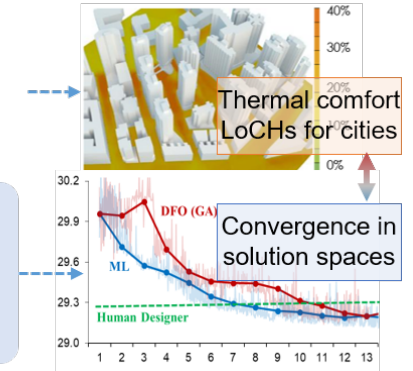 40%
30%
20%
Thermal comfort
LoCHs for cities
0%
30.2
29.9
29.6
29.3
29.0
DFO (GA)
ML
Convergence in
solution spaces
Human Designer
1 2 3 4 5 6 7 8 9 10 11 12 13